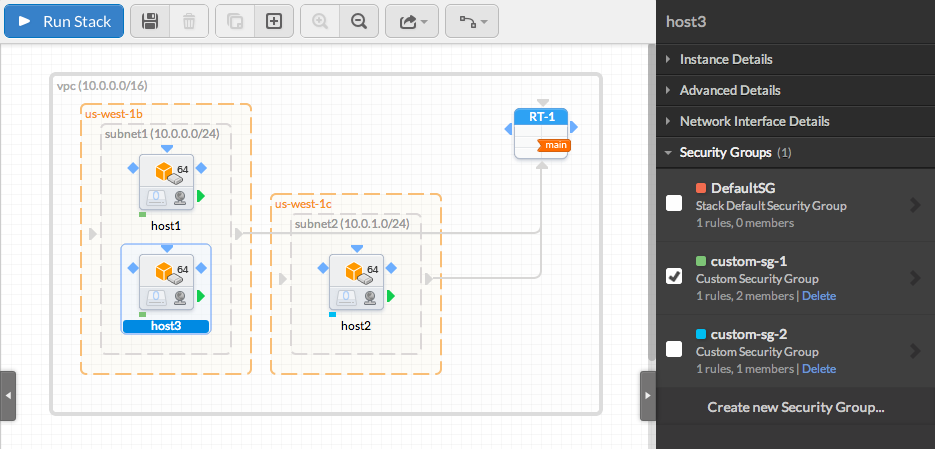 Run Stack
vpc (10.0.0.0/16)
us-west-1b
subnet1 (10.0.0.0/24)
64
host1
64
host3
us-west-1c
subnet2 (10.0.1.0/24)
64
host2
RT-1
main
host3
Instance Details
Advanced Details
Network Interface Details
Security Groups (1)
DefaultSG
Stack Default Security Group
1 rules, 0 members
custom-sg-1
Custom Security Group
1 rules, 2 members | Delete
custom-sg-2
Custom Security Group
1 rules, 1 members | Delete
Create new Security Group...